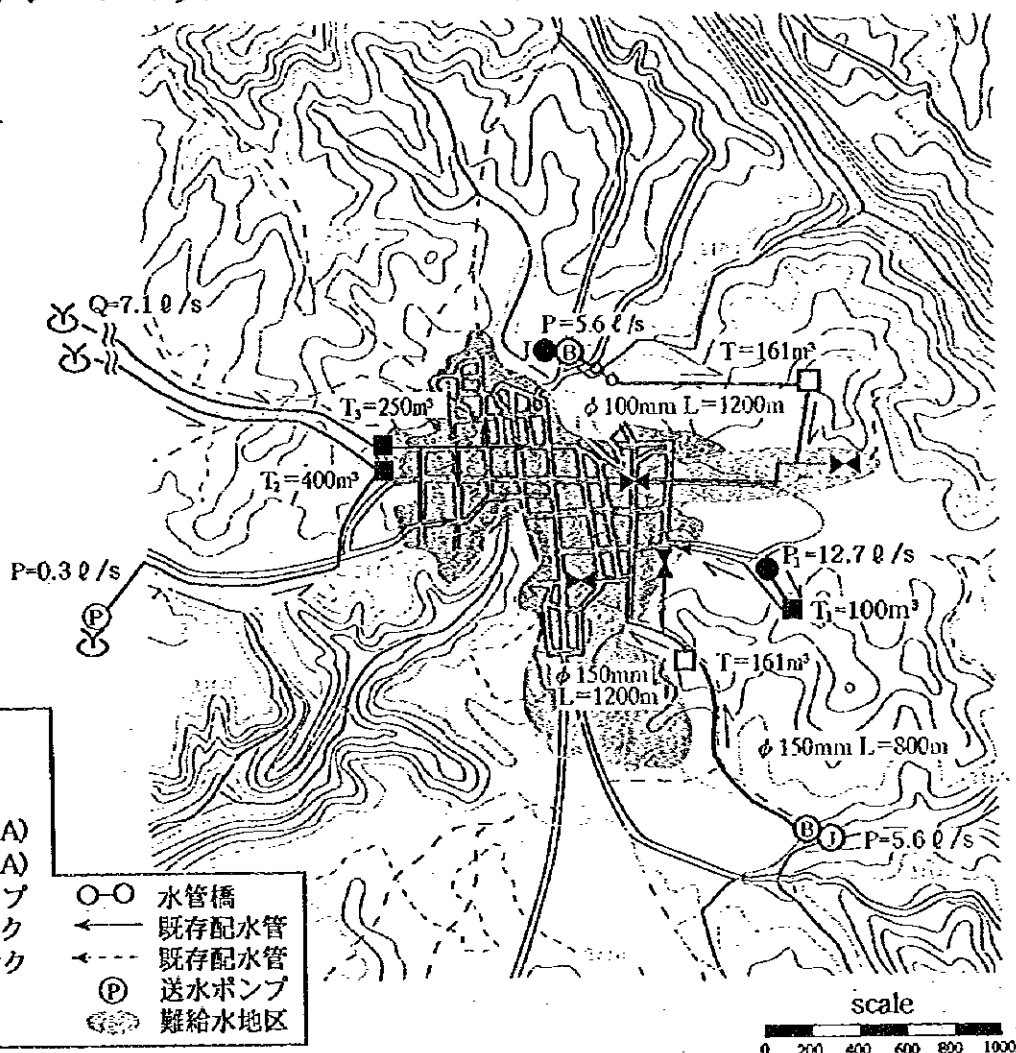 Q=7.1 ℓ/s
P=5.6 ℓ/s
J
B
T=161m³
φ100mm L=1200m
T₃=250m³
T₂=400m³
P=0.3 ℓ/s
P
P₁=12.7 ℓ/s
T₁=100m³
T=161m³
φ150mm
L=1200m
φ150mm L=800m
B
J
P=5.6 ℓ/s
A)
A)
プ
ク
ク
水管橋
既存配水管
既存配水管
P
送水ポンプ
難給水地区
scale
0 200 400 600 800 1000